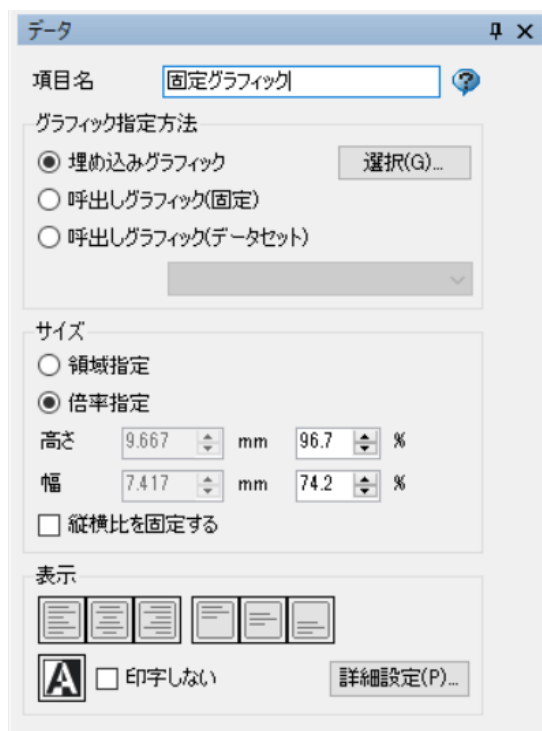 データ
項目名 固定グラフィック
グラフィック指定方法
埋め込みグラフィック 選択(G)...
呼出しグラフィック(固定)
呼出しグラフィック(データセット)
サイズ
領域指定
倍率指定
高さ 9.667 mm 96.7 %
幅 7.417 mm 74.2 %
縦横比を固定する
表示
A 印字しない 詳細設定(P)...